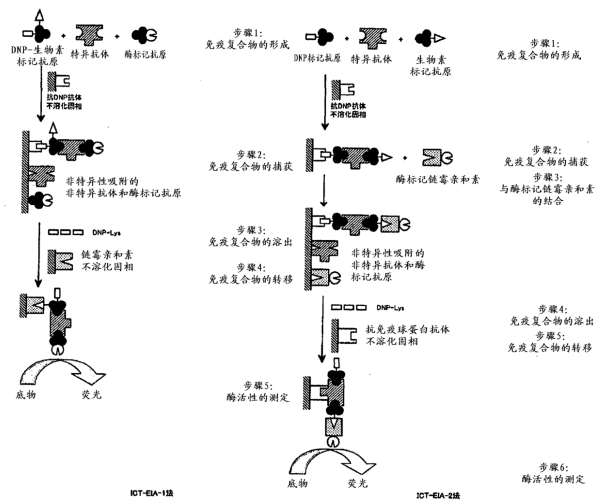 DNP-生物素
标记抗原
特异抗体
酶标记抗原
步骤1:
免疫复合物的形成
抗DNP抗体
不溶化固相
步骤2:
免疫复合物的捕获
非特异性吸附的
非特异抗体和酶标记抗原
DNP-Lys
步骤3:
免疫复合物的溶出
链霉亲和素
不溶化固相
步骤4:
免疫复合物的转移
步骤5:
酶活性的测定
底物
荧光
ICT-EIA-1法
DNP标记抗原
特异抗体
生物素
标记抗原
步骤1:
免疫复合物的形成
抗DNP抗体
不溶化固相
步骤2:
免疫复合物的捕获
酶标记链霉亲和素
步骤3:
与酶标记链霉亲和素
的结合
非特异性吸附的
非特异抗体和酶
标记抗原
DNP-Lys
步骤4:
免疫复合物的溶出
抗免疫球蛋白抗体
不溶化固相
步骤5:
免疫复合物的转移
步骤6:
酶活性的测定
底物
荧光
ICT-EIA-2法